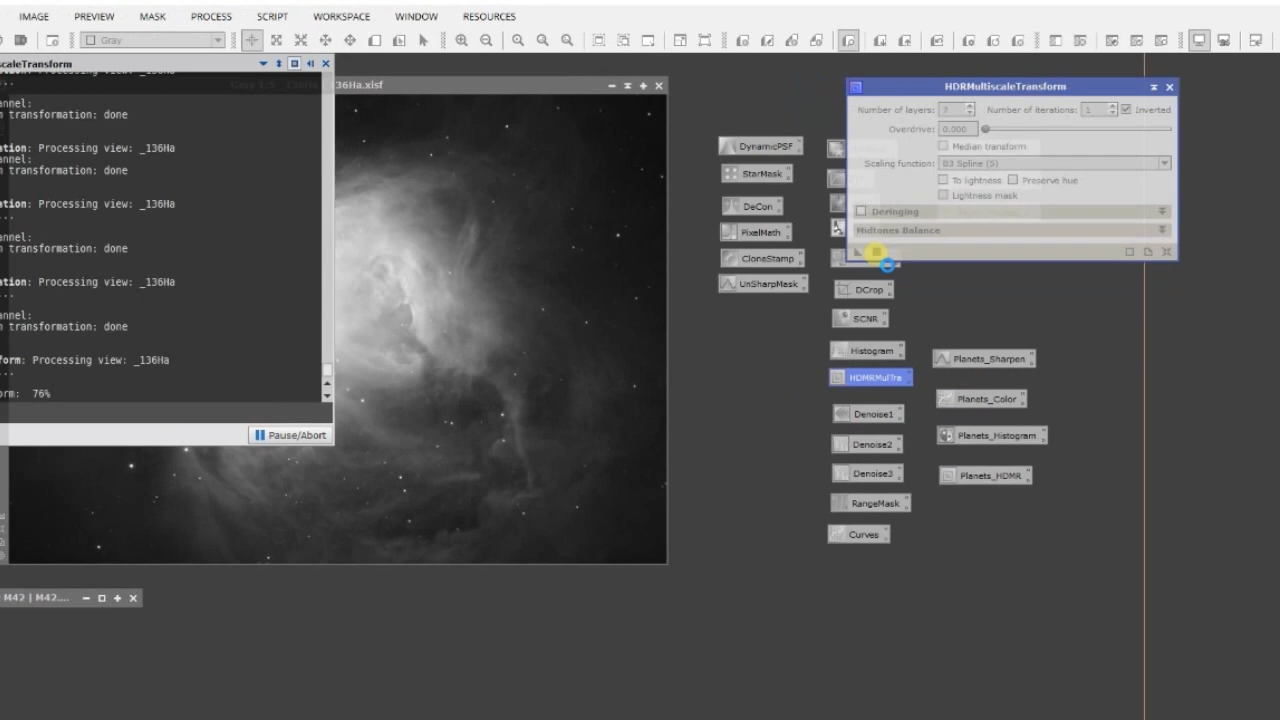 IMAGE PREVIEW MASK PROCESS SCRIPT WORKSPACE WINDOW RESOURCES
Gray
scaleTransform
...
annel:
n transformation: done
ation: Processing view: _136Ha
annel:
n transformation: done
ation: Processing view: _136Ha
...
annel:
n transformation: done
ation: Processing view: _136Ha
...
annel:
n transformation: done
form: Processing view: _136Ha
...
orm: 76%
Pause/Abort
136Ha.xisf
M42 | M42....
DynamicPSF
StarMask
DeCon
PixelMath
CloneStamp
UnSharpMask
HDRMultiscaleTransform
Number of layers: 7 Number of iterations: 1 Inverted
Overdrive: 0.000
Median transform
Scaling function: B3 Spline (5)
To lightness Preserve hue
Lightness mask
Deringing
Midtones Balance
DCrop
SCNR
Histogram
HDMRMulTra
Denoise1
Denoise2
Denoise3
RangeMask
Curves
Planets_Sharpen
Planets_Color
Planets_Histogram
Planets_HDMR